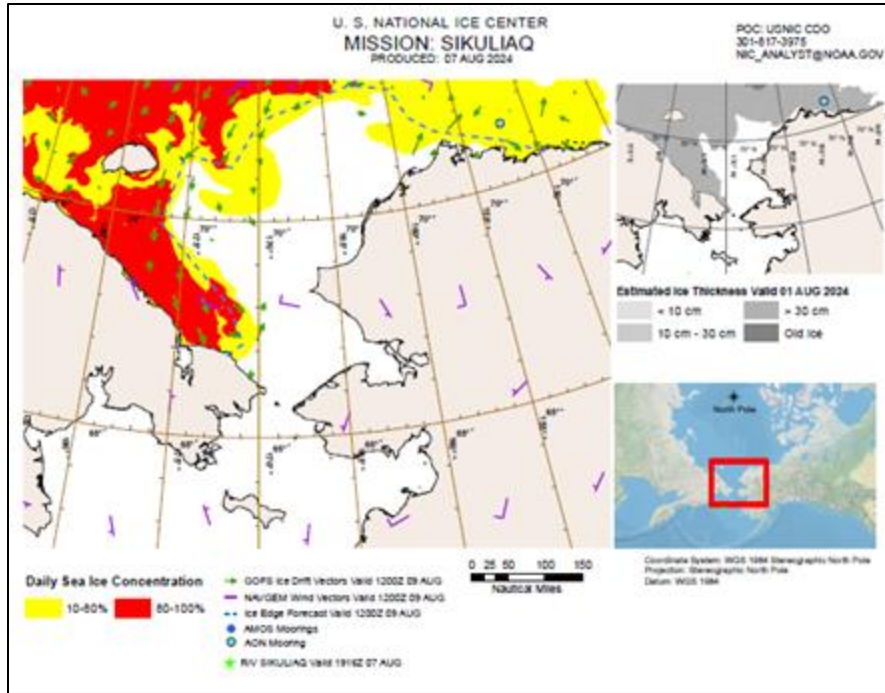 U. S. NATIONAL ICE CENTER
MISSION: SIKULIAQ
PRODUCED: 07 AUG 2024
POC: USNIC CDO
301-817-3975
NIC_ANALYST@NOAA.GOV
Estimated Ice Thickness Valid 01 AUG 2024
< 10 cm
> 30 cm
10 cm - 30 cm
Old Ice
North Pole
Daily Sea Ice Concentration
80-100%
GOFS Ice Drift Vectors Valid 1200Z 09 AUG
NAVGEM Wind Vectors Valid 1200Z 09 AUG
Ice Edge Forecast Valid 1200Z 09 AUG
AMOS Moorings
AON Mooring
R/V SIKULIAQ Valid 1916Z 07 AUG
0 25 50 100 150
Nautical Miles
Coordinate System: WGS 1984 Stereographic North Pole
Projection: Stereographic North Pole
Datum: WGS 1984